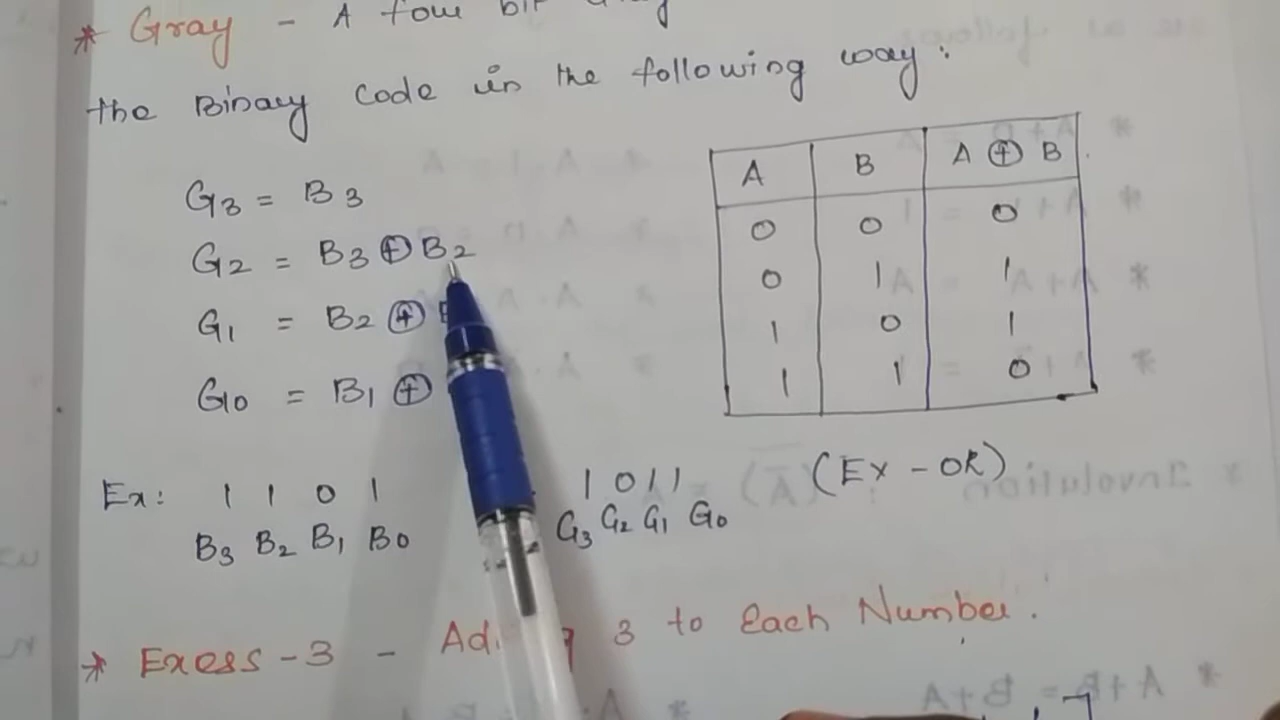 * Gray - A four bit Gray
the Binary code in the following way:
G3 = B3
G2 = B3 ⊕ B2
G1 = B2 ⊕
G0 = B1 ⊕
A B A ⊕ B
0 0 0
0 1 1
1 0 1
1 1 0
(EX - OR)
Ex: 1 1 0 1
B3 B2 B1 B0
1 0 1 1
G3 G2 G1 G0
* Exess - 3 - 3 to Each Number.